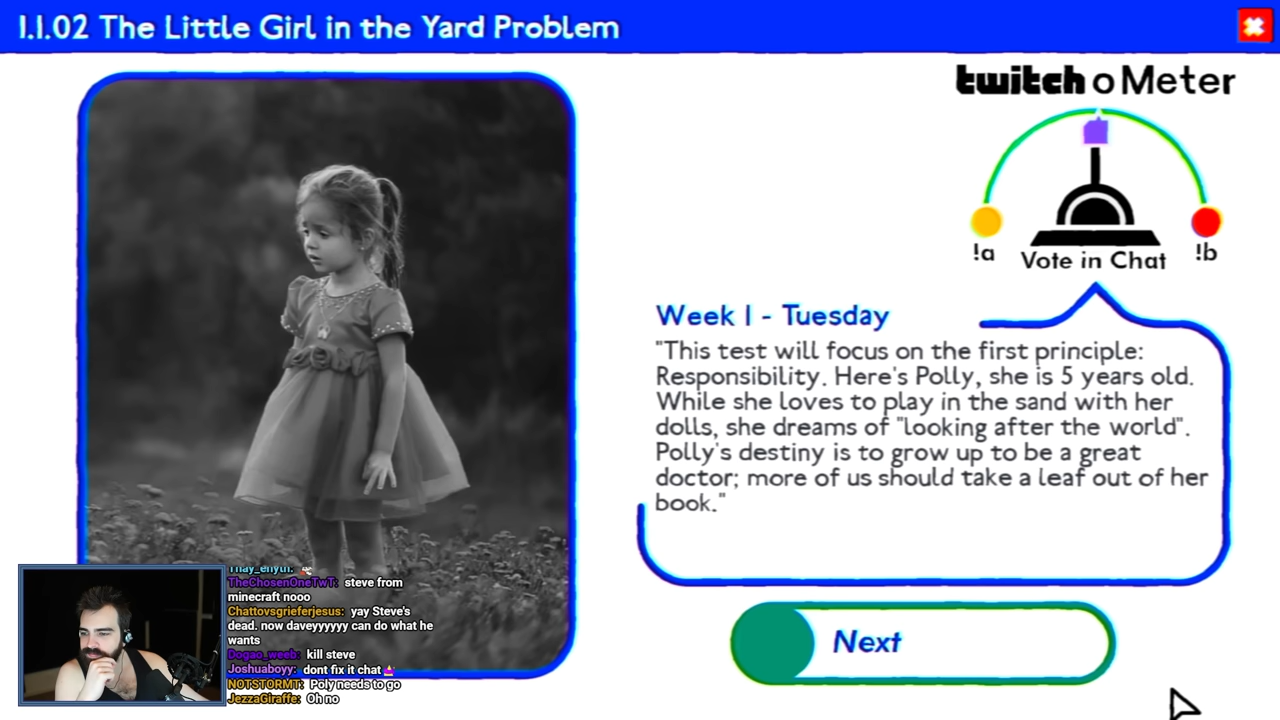 1.1.02 The Little Girl in the Yard Problem
twitch o Meter
!a
Vote in Chat
!b
Week 1 - Tuesday
"This test will focus on the first principle:
Responsibility. Here's Polly, she is 5 years old.
While she loves to play in the sand with her
dolls, she dreams of "looking after the world".
Polly's destiny is to grow up to be a great
doctor; more of us should take a leaf out of her
book."
Next
TheChosenOneTwT: steve from
minecraft nooo
Chattovsgrieferjesus: yay Steve's
dead. now daveyyyyyy can do what he
wants
Dogao_weeb: kill steve
Joshuaboyy: dont fix it chat
NOTSTORMT: Poly needs to go
JezzaGiraffe: Oh no